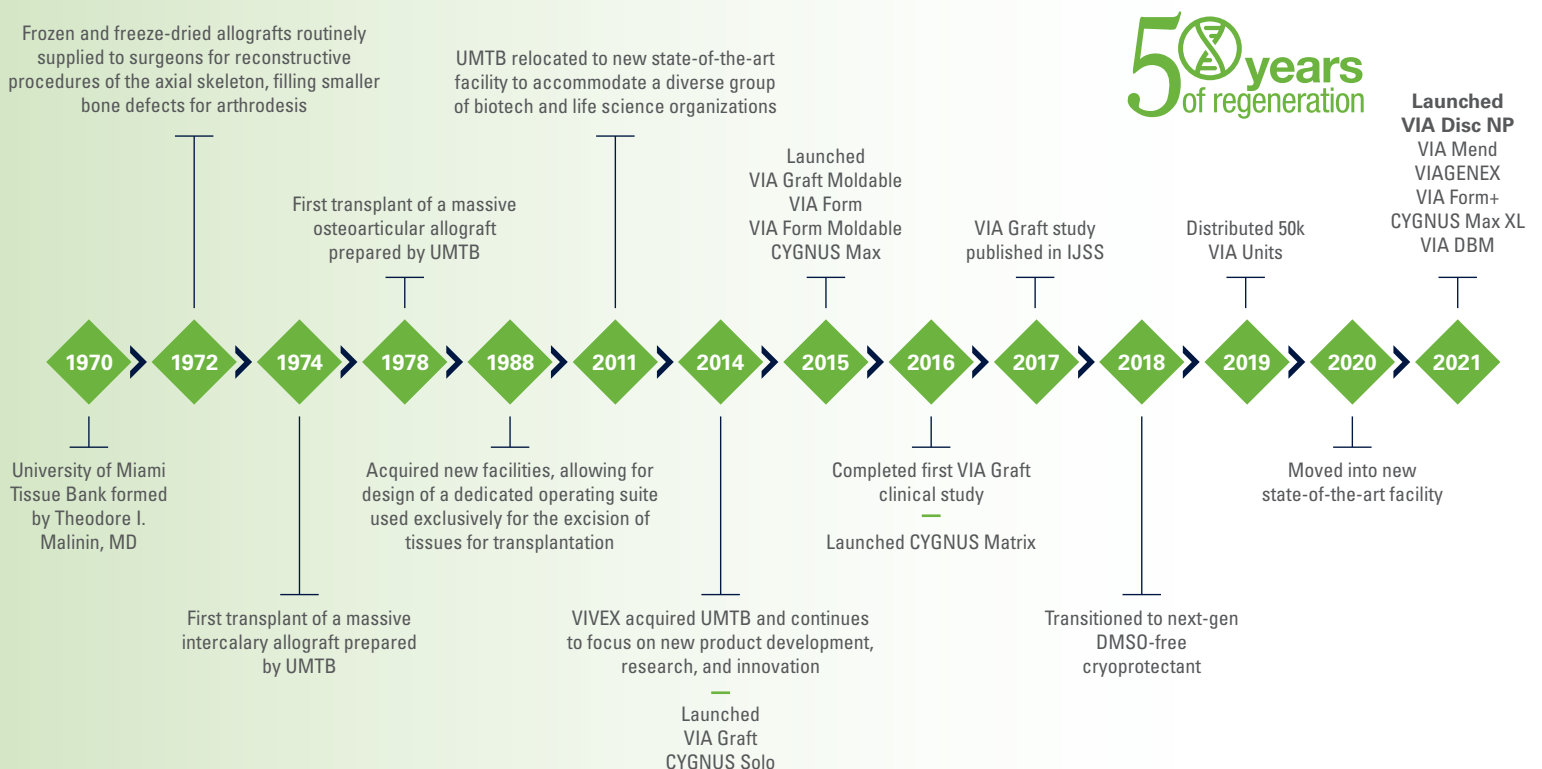 Frozen and freeze-dried allografts routinely
supplied to surgeons for reconstructive
procedures of the axial skeleton, filling smaller
bone defects for arthrodesis
UMTB relocated to new state-of-the-art
facility to accommodate a diverse group
of biotech and life science organizations
50 years
of regeneration
First transplant of a massive
osteoarticular allograft
prepared by UMTB
Launched
VIA Graft Moldable
VIA Form
VIA Form Moldable
CYGNUS Max
VIA Graft study
published in IJSS
Distributed 50k
VIA Units
Launched
VIA Disc NP
VIA Mend
VIAGENEX
VIA Form+
CYGNUS Max XL
VIA DBM
1970
1972
1974
1978
1988
2011
2014
2015
2016
2017
2018
2019
2020
2021
University of Miami
Tissue Bank formed
by Theodore I.
Malinin, MD
First transplant of a massive
intercalary allograft prepared
by UMTB
Acquired new facilities, allowing for
design of a dedicated operating suite
used exclusively for the excision of
tissues for transplantation
VIVEX acquired UMTB and continues
to focus on new product development,
research, and innovation
Launched
VIA Graft
CYGNUS Solo
Completed first VIA Graft
clinical study
Launched CYGNUS Matrix
Transitioned to next-gen
DMSO-free
cryoprotectant
Moved into new
state-of-the-art facility